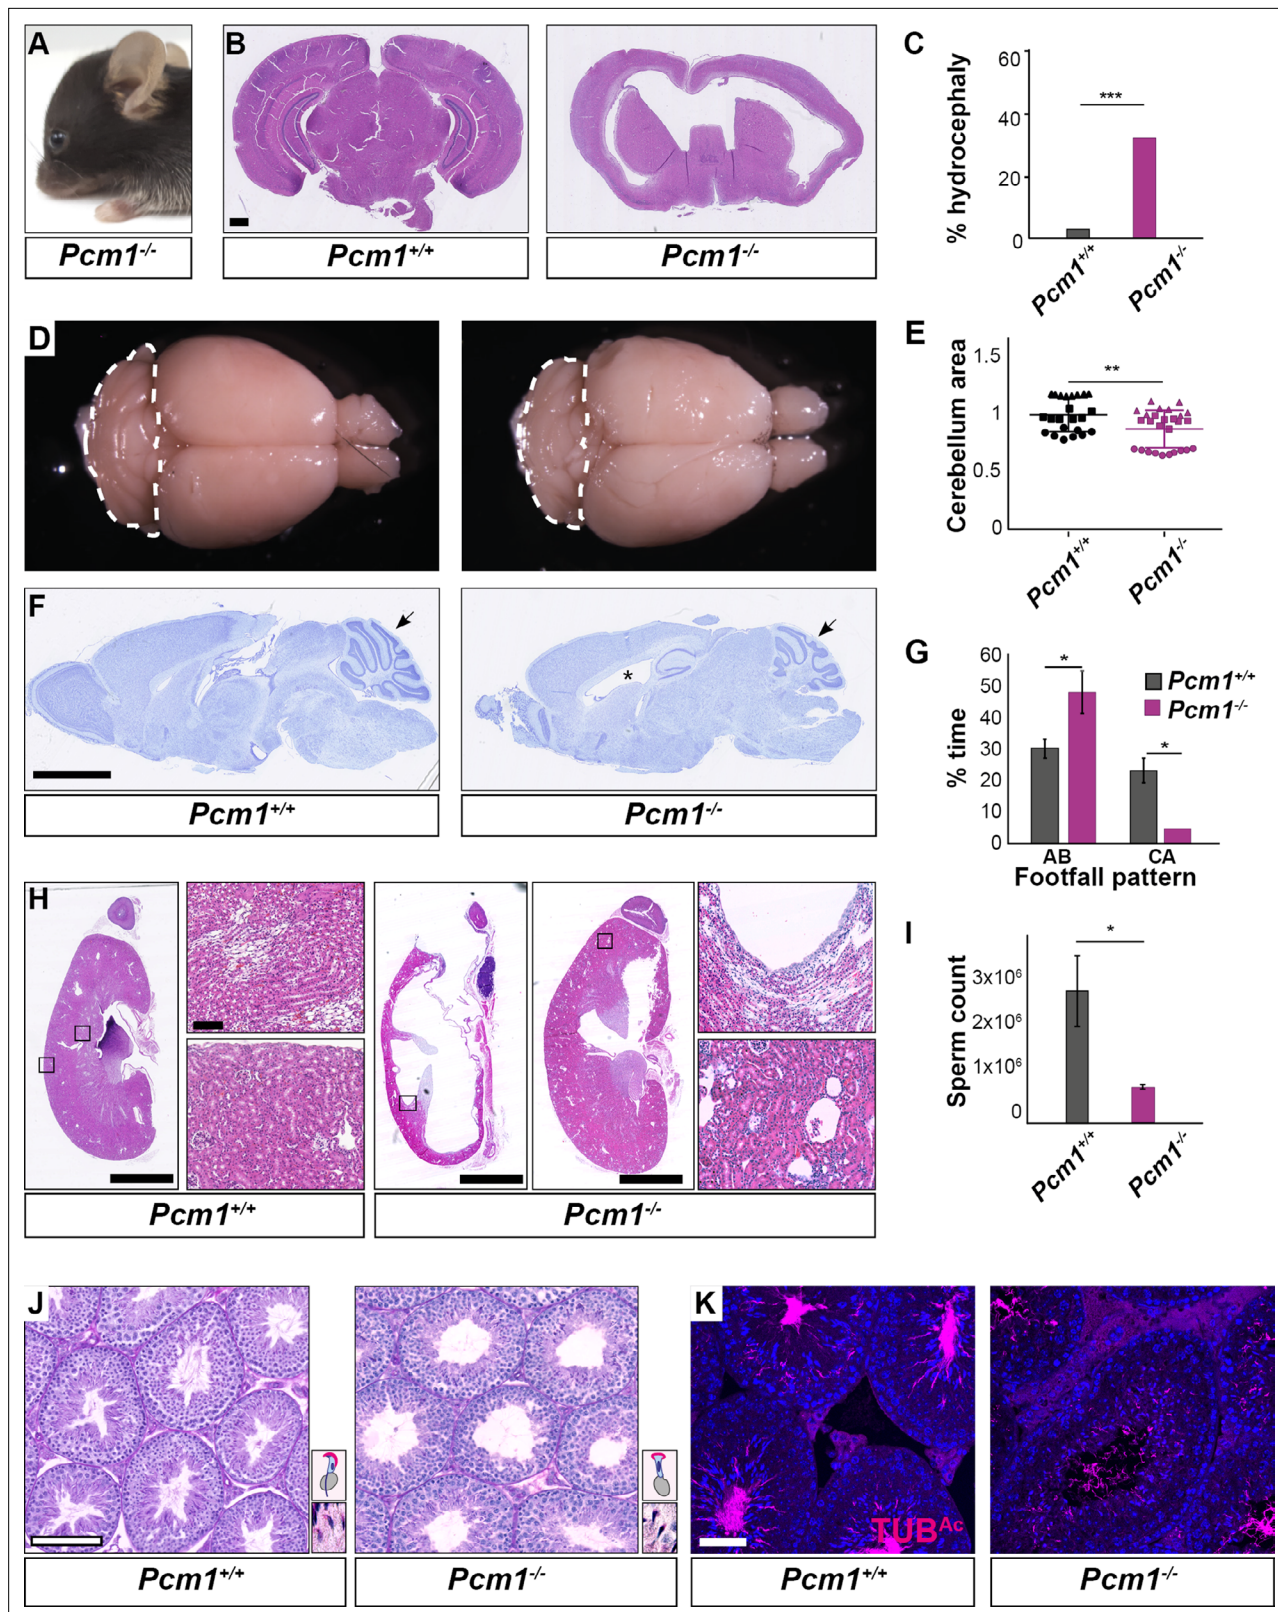 A
Pcm1-/-
B
Pcm1+/+
Pcm1-/-
C
% hydrocephaly
60
40
20
0
***
Pcm1+/+
Pcm1-/-
D
E
Cerebellum area
1.5
1
0.5
0
**
Pcm1+/+
Pcm1-/-
F
*
Pcm1+/+
Pcm1-/-
G
% time
60
50
40
30
20
10
0
*
*
Pcm1+/+
Pcm1-/-
AB
CA
Footfall pattern
H
Pcm1+/+
Pcm1-/-
I
Sperm count
3x10⁶
2x10⁶
1x10⁶
0
*
Pcm1+/+
Pcm1-/-
J
Pcm1+/+
Pcm1-/-
K
TUBAc
Pcm1+/+
Pcm1-/-